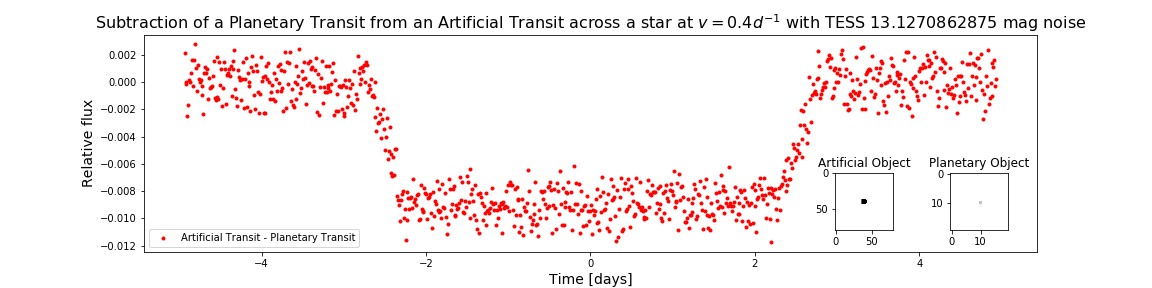 Subtraction of a Planetary Transit from an Artificial Transit across a star at v = 0.4d⁻¹ with TESS 13.1270862875 mag noise
Relative flux
0.002
0.000
−0.002
−0.004
−0.006
−0.008
−0.010
−0.012
Artificial Transit - Planetary Transit
Artificial Object
0
50
0 50
Planetary Object
0
10
0 10
−4 −2 0 2 4
Time [days]